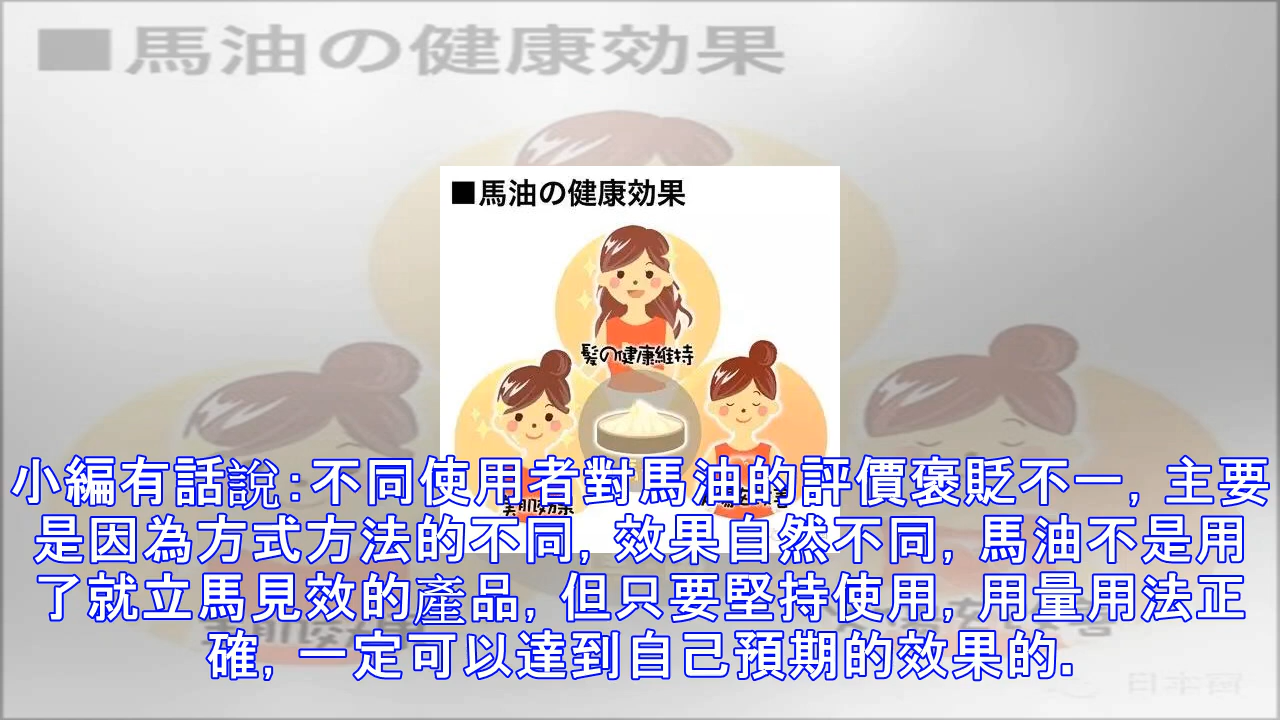 ■馬油の健康効果
■馬油の健康効果
髪の健康維持
美肌効果
小編有話說:不同使用者對馬油的評價褒貶不一, 主要
是因為方式方法的不同, 效果自然不同, 馬油不是用
了就立馬見效的產品, 但只要堅持使用, 用量用法正
確, 一定可以達到自己預期的效果的.